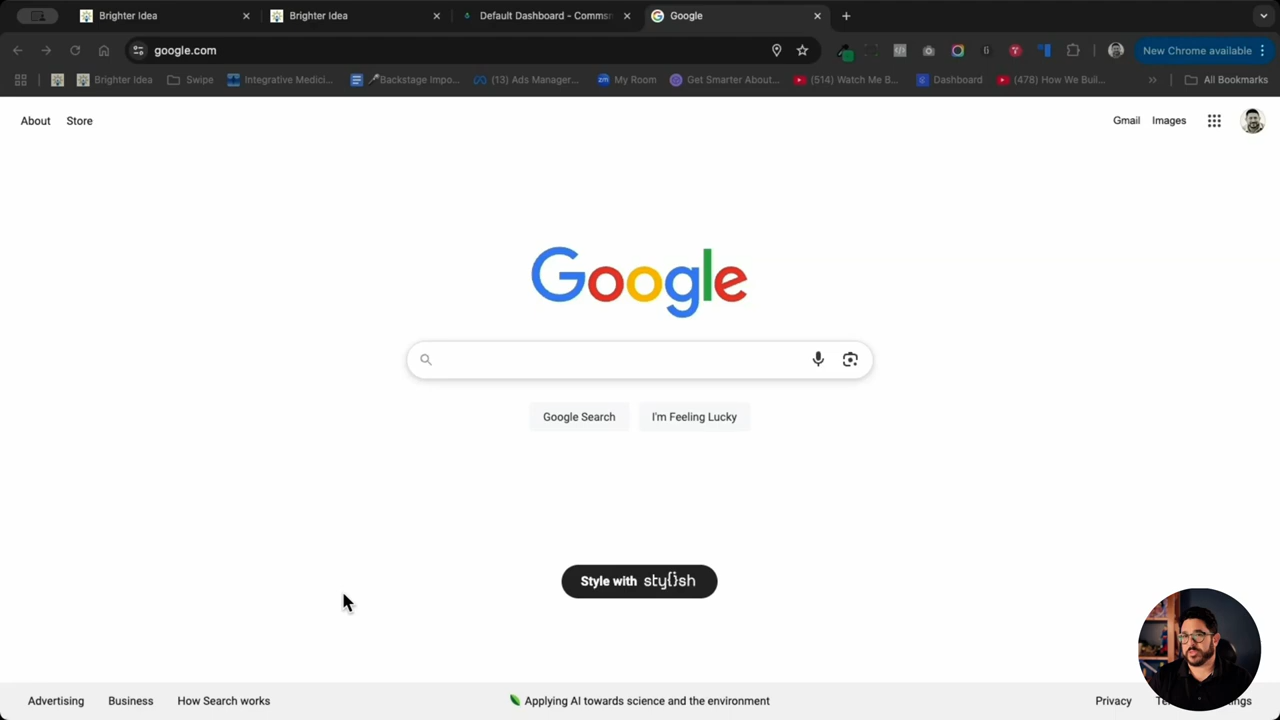 Brighter Idea
Brighter Idea
Default Dashboard - Comms
Google
google.com
New Chrome available
Brighter Idea
Swipe
Integrative Medici...
Backstage Impo...
(13) Ads Manager...
zm My Room
Get Smarter About...
(514) Watch Me B...
Dashboard
(478) How We Buil...
All Bookmarks
About
Store
Gmail
Images
Google
Google Search
I'm Feeling Lucky
Style with sty{}sh
Advertising
Business
How Search works
Applying AI towards science and the environment
Privacy